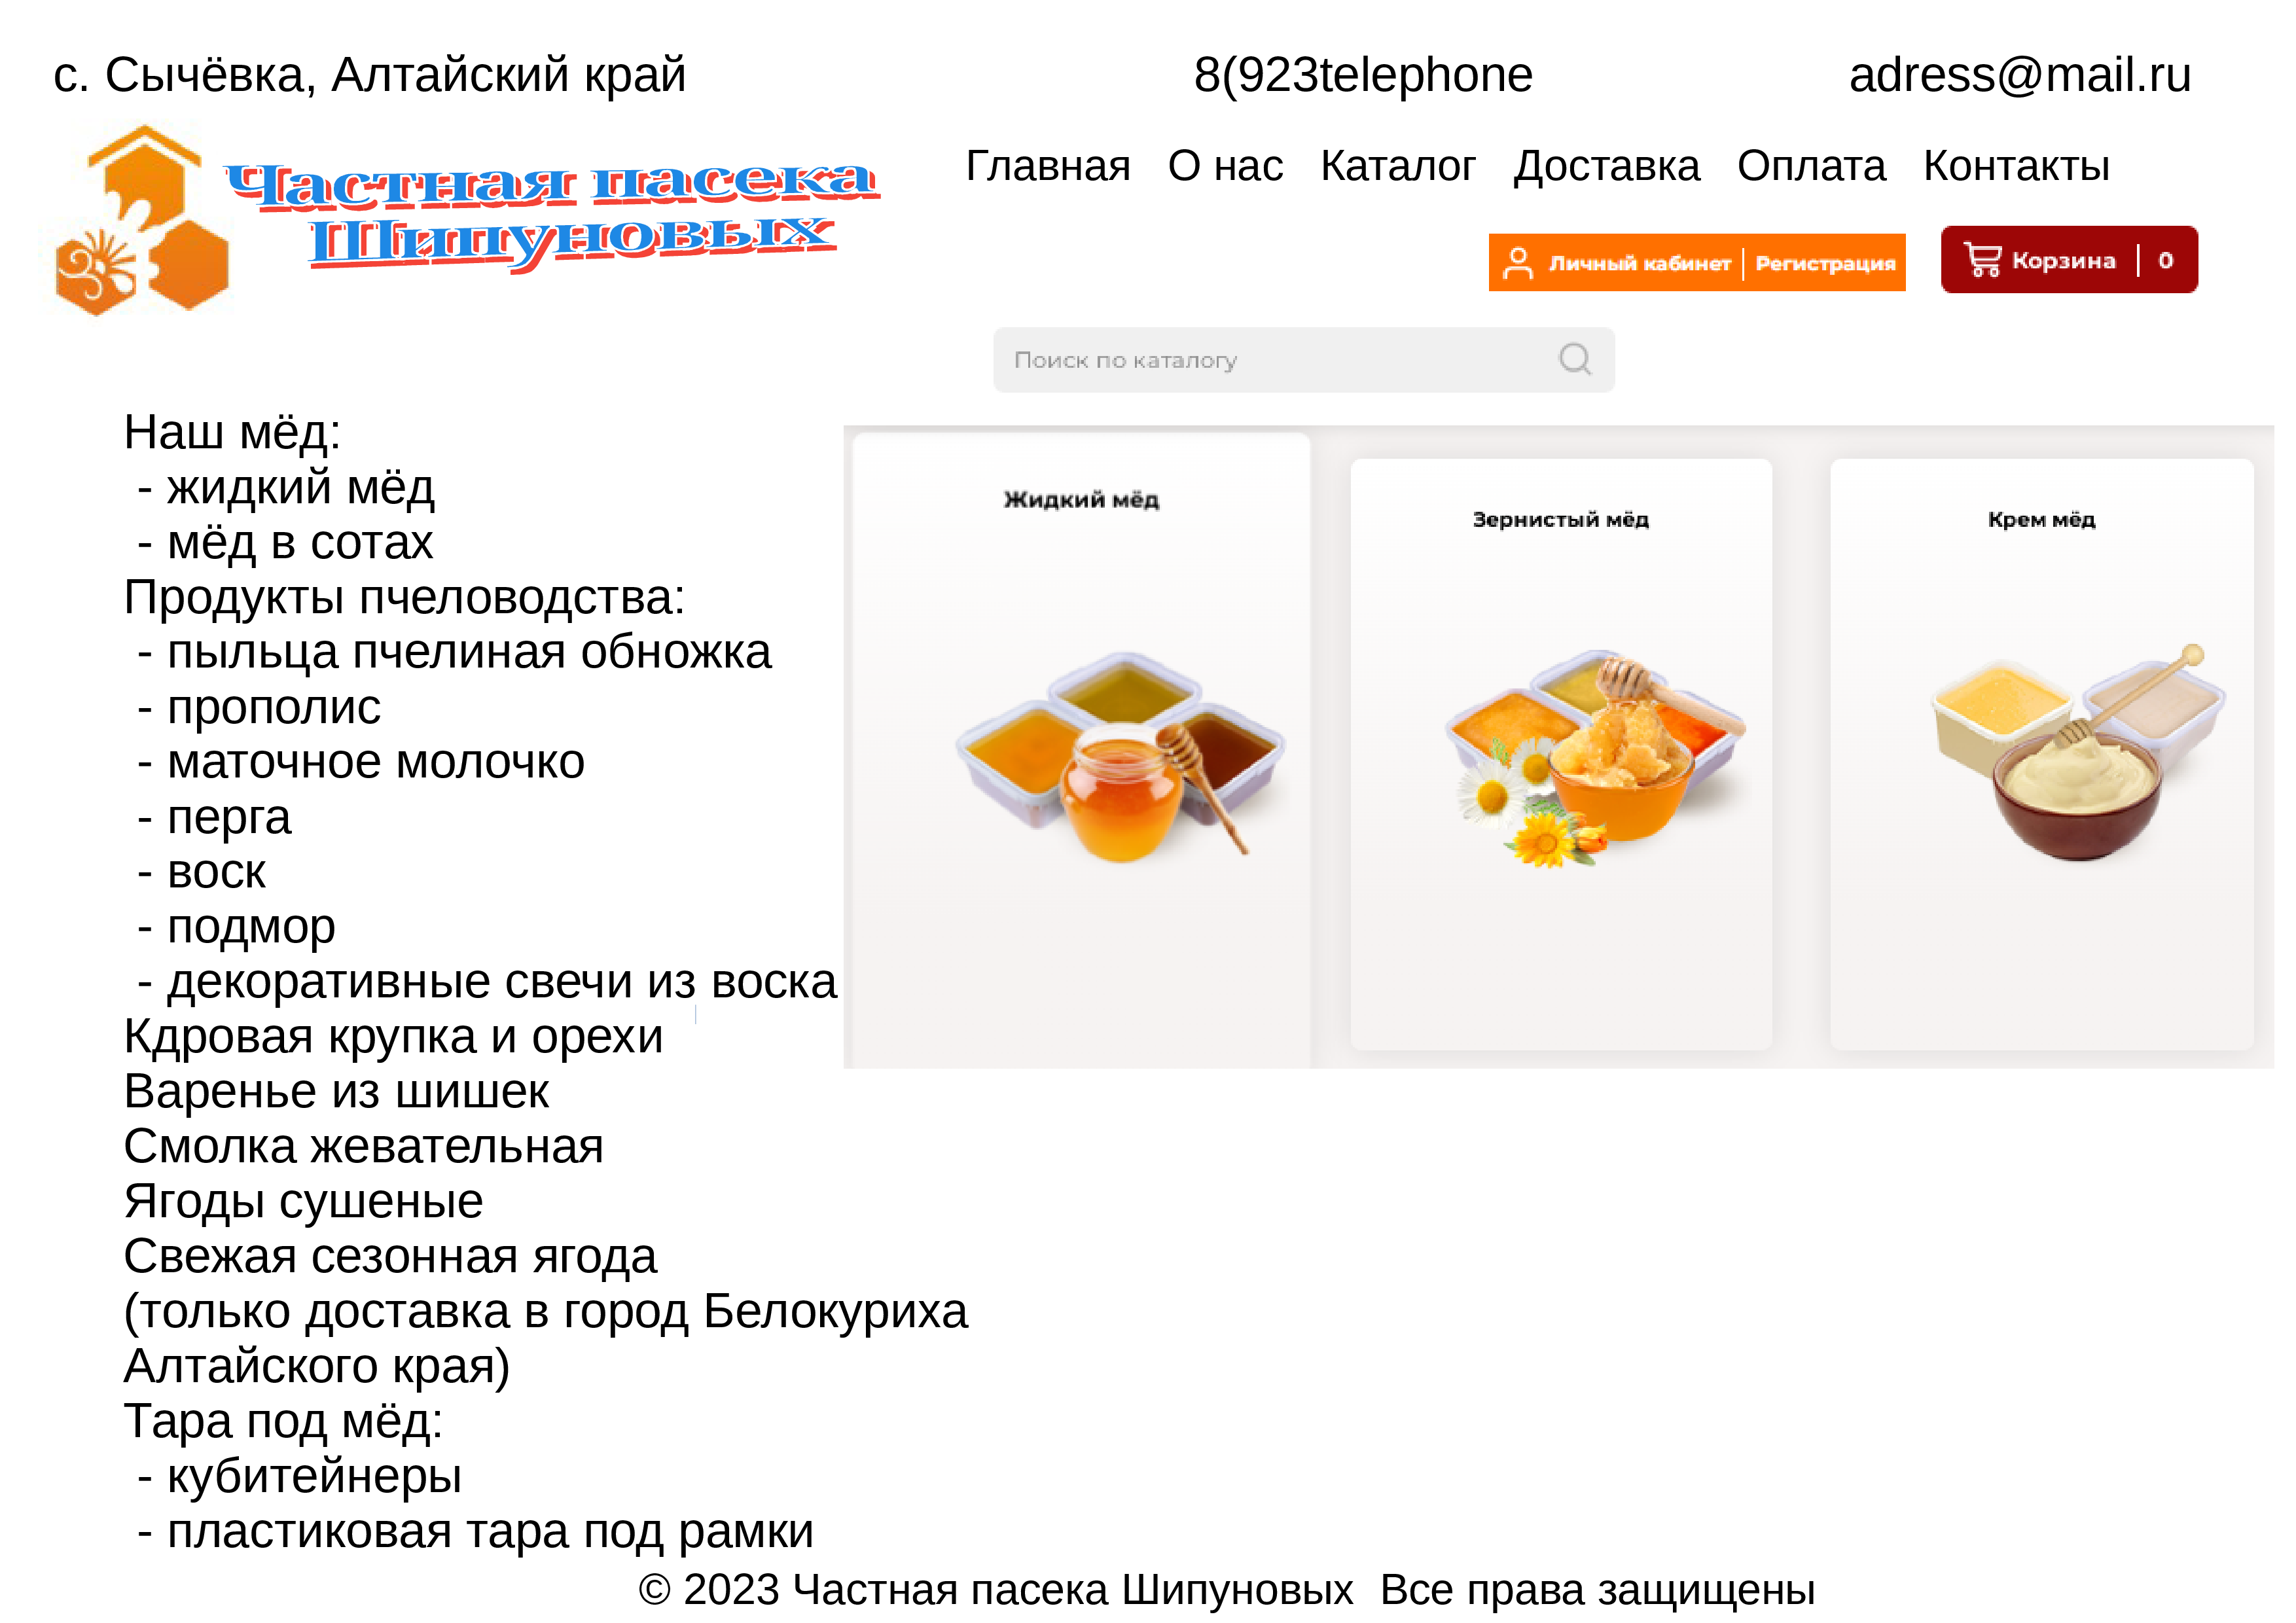 с. Сычёвка, Алтайский край
8(923telephone
adress@mail.ru
Частная пасека
Шипуновых
Главная О нас Каталог Доставка Оплата Контакты
Личный кабинет | Регистрация
Корзина | 0
Поиск по каталогу
Наш мёд:
- жидкий мёд
- мёд в сотах
Продукты пчеловодства:
- пыльца пчелиная обножка
- прополис
- маточное молочко
- перга
- воск
- подмор
- декоративные свечи из воска
Кдровая крупка и орехи
Варенье из шишек
Смолка жевательная
Ягоды сушеные
Свежая сезонная ягода
(только доставка в город Белокуриха
Алтайского края)
Тара под мёд:
- кубитейнеры
- пластиковая тара под рамки
Жидкий мёд
Зернистый мёд
Крем мёд
© 2023 Частная пасека Шипуновых Все права защищены